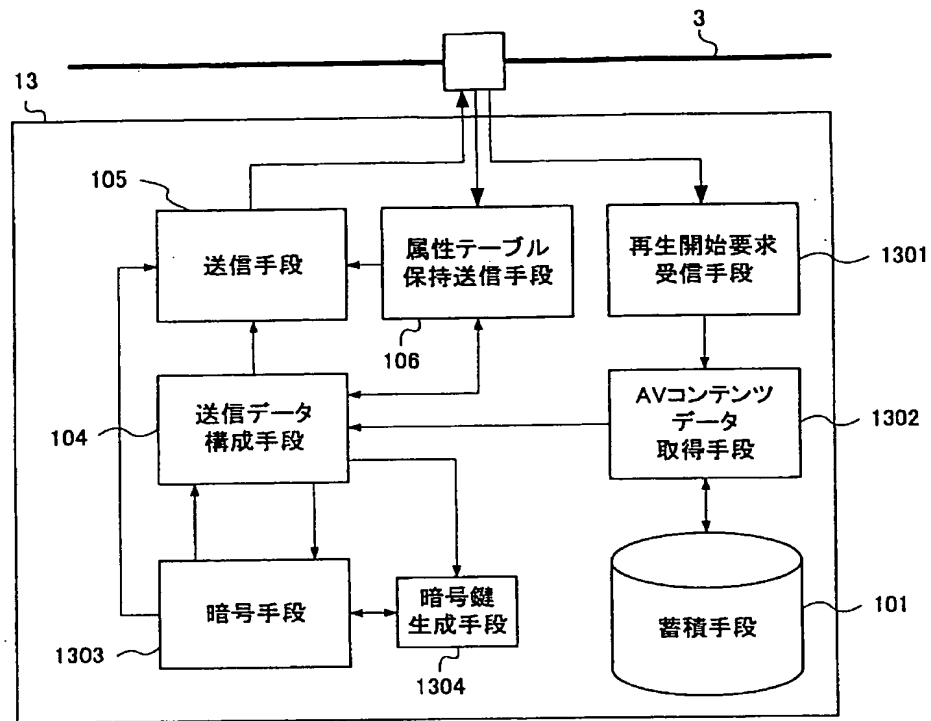 3
13
105
送信手段
属性テーブル
保持送信手段
106
再生開始要求
受信手段
1301
104
送信データ
構成手段
AVコンテンツ
データ
取得手段
1302
暗号手段
1303
暗号鍵
生成手段
1304
蓄積手段
101